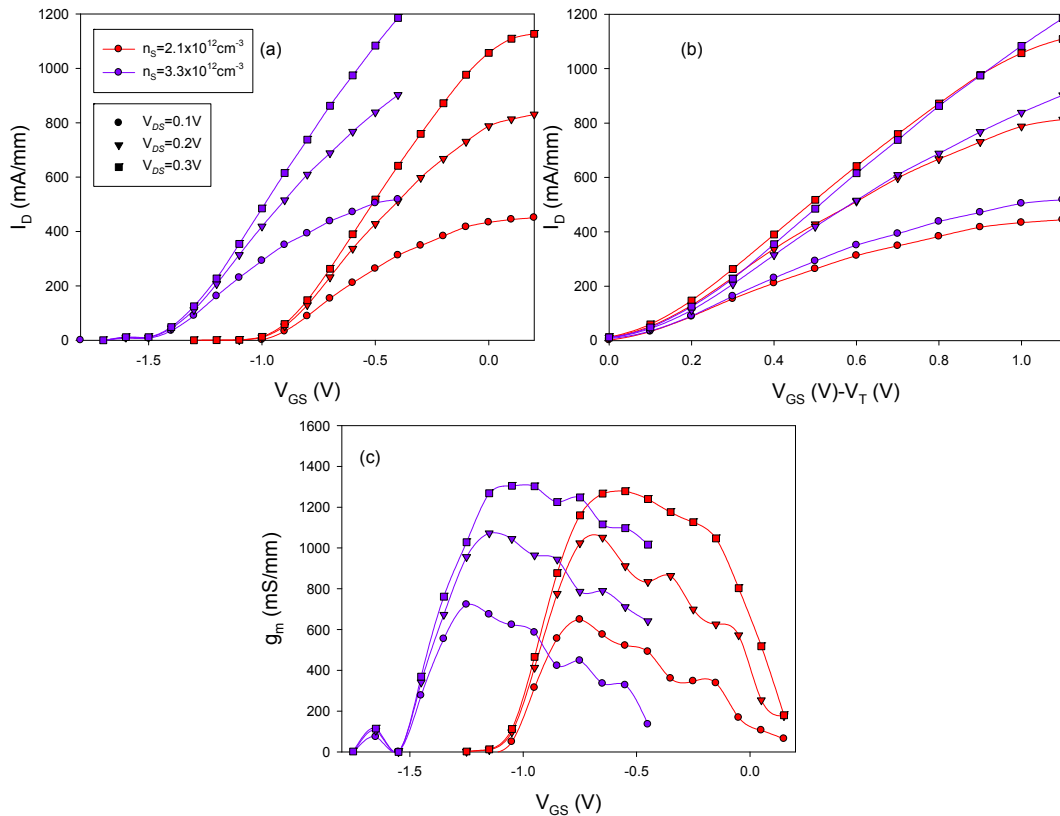 1200
1000
800
600
400
200
0
I_D (mA/mm)
n_S=2.1x10^12cm^-3
n_S=3.3x10^12cm^-3
V_DS=0.1V
V_DS=0.2V
V_DS=0.3V
(a)
-1.5 -1.0 -0.5 0.0
V_GS (V)
1200
1000
800
600
400
200
0
I_D (mA/mm)
(b)
0.0 0.2 0.4 0.6 0.8 1.0
V_GS (V)-V_T (V)
1600
1400
1200
1000
800
600
400
200
0
g_m (mS/mm)
(c)
-1.5 -1.0 -0.5 0.0
V_GS (V)